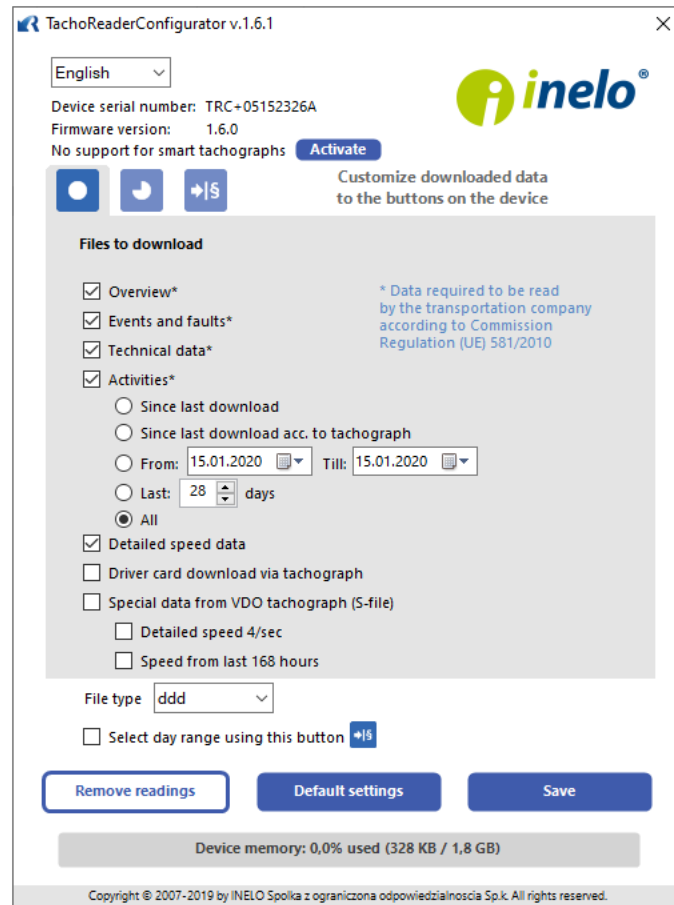 TachoReaderConfigurator v.1.6.1
English
inelo®
Device serial number: TRC+05152326A
Firmware version: 1.6.0
No support for smart tachographs Activate
Customize downloaded data
to the buttons on the device
Files to download
Overview*
Events and faults*
Technical data*
* Data required to be read
by the transportation company
according to Commission
Regulation (UE) 581/2010
Activities*
Since last download
Since last download acc. to tachograph
From: 15.01.2020 Till: 15.01.2020
Last: 28 days
All
Detailed speed data
Driver card download via tachograph
Special data from VDO tachograph (S-file)
Detailed speed 4/sec
Speed from last 168 hours
File type ddd
Select day range using this button
Remove readings Default settings Save
Device memory: 0,0% used (328 KB / 1,8 GB)
Copyright © 2007-2019 by INELO Spolka z ograniczona odpowiedzialnoscia Sp.k. All rights reserved.